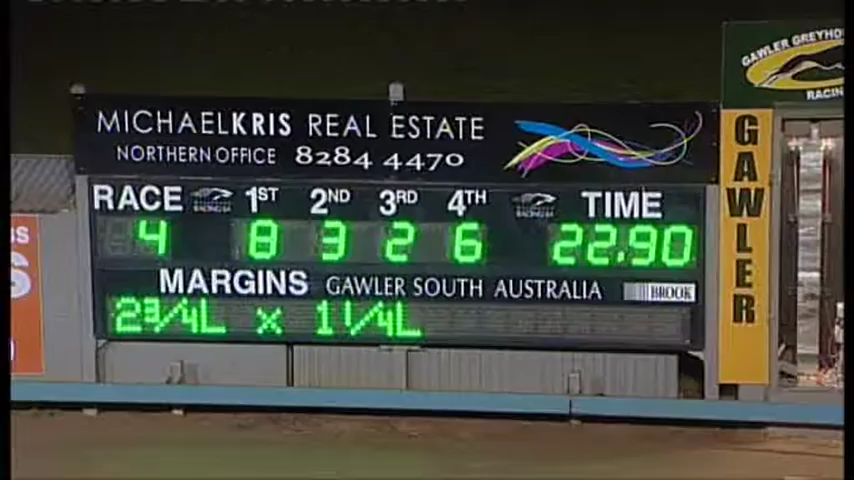 GAWLER GREYHO
RACIN
MICHAELKRIS REAL ESTATE
NORTHERN OFFICE 8284 4470
RACE 1ST 2ND 3RD 4TH TIME
4 8 3 2 6 22.90
MARGINS GAWLER SOUTH AUSTRALIA BROOK
2¾L x 1¼L
GAWLER
S
S